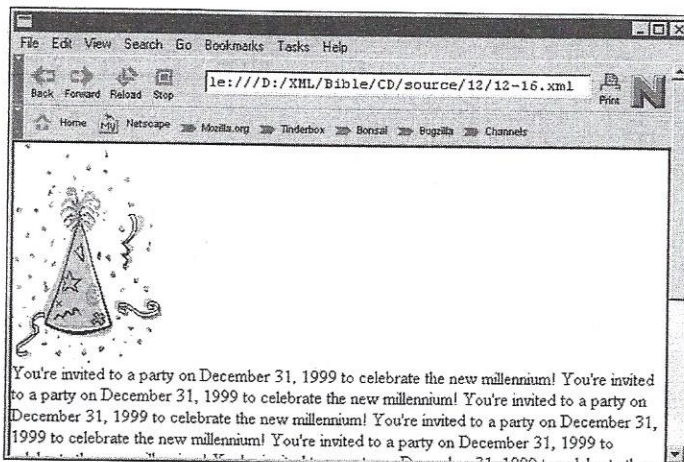 File Edit View Search Go Bookmarks Tasks Help
Back Forward Reload Stop
le:///D:/XML/Bible/CD/source/12/12-16.xml
Print
N
Home My Netscape Mozilla.org Tinderbox Bonsai Bugzilla Channels
You're invited to a party on December 31, 1999 to celebrate the new millennium! You're invited
to a party on December 31, 1999 to celebrate the new millennium! You're invited to a party on
December 31, 1999 to celebrate the new millennium! You're invited to a party on December 31,
1999 to celebrate the new millennium! You're invited to a party on December 31, 1999 to